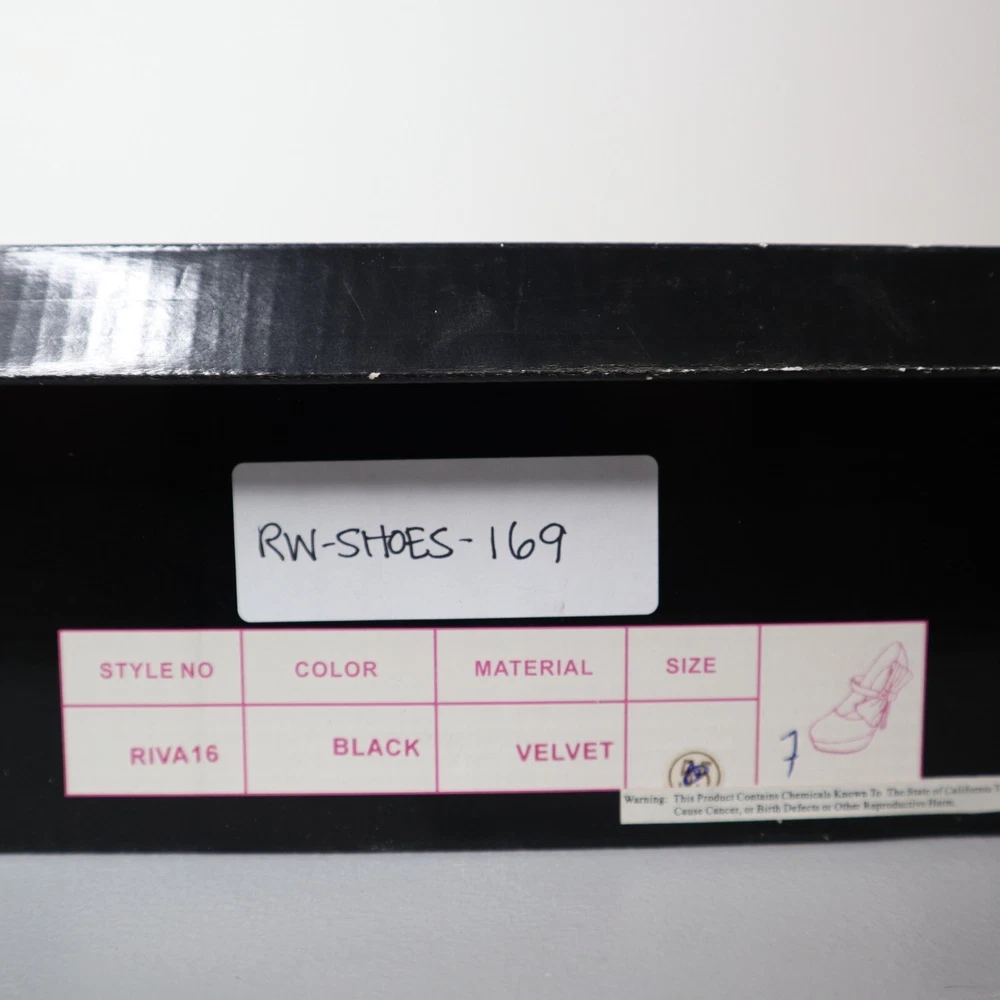 RW-SHOES-169
STYLE NO COLOR MATERIAL SIZE
RIVA16 BLACK VELVET
7
Warning: This Product Contains Chemicals Known To The State of California T
Cause Cancer, or Birth Defects or Other Reproductive Harm.